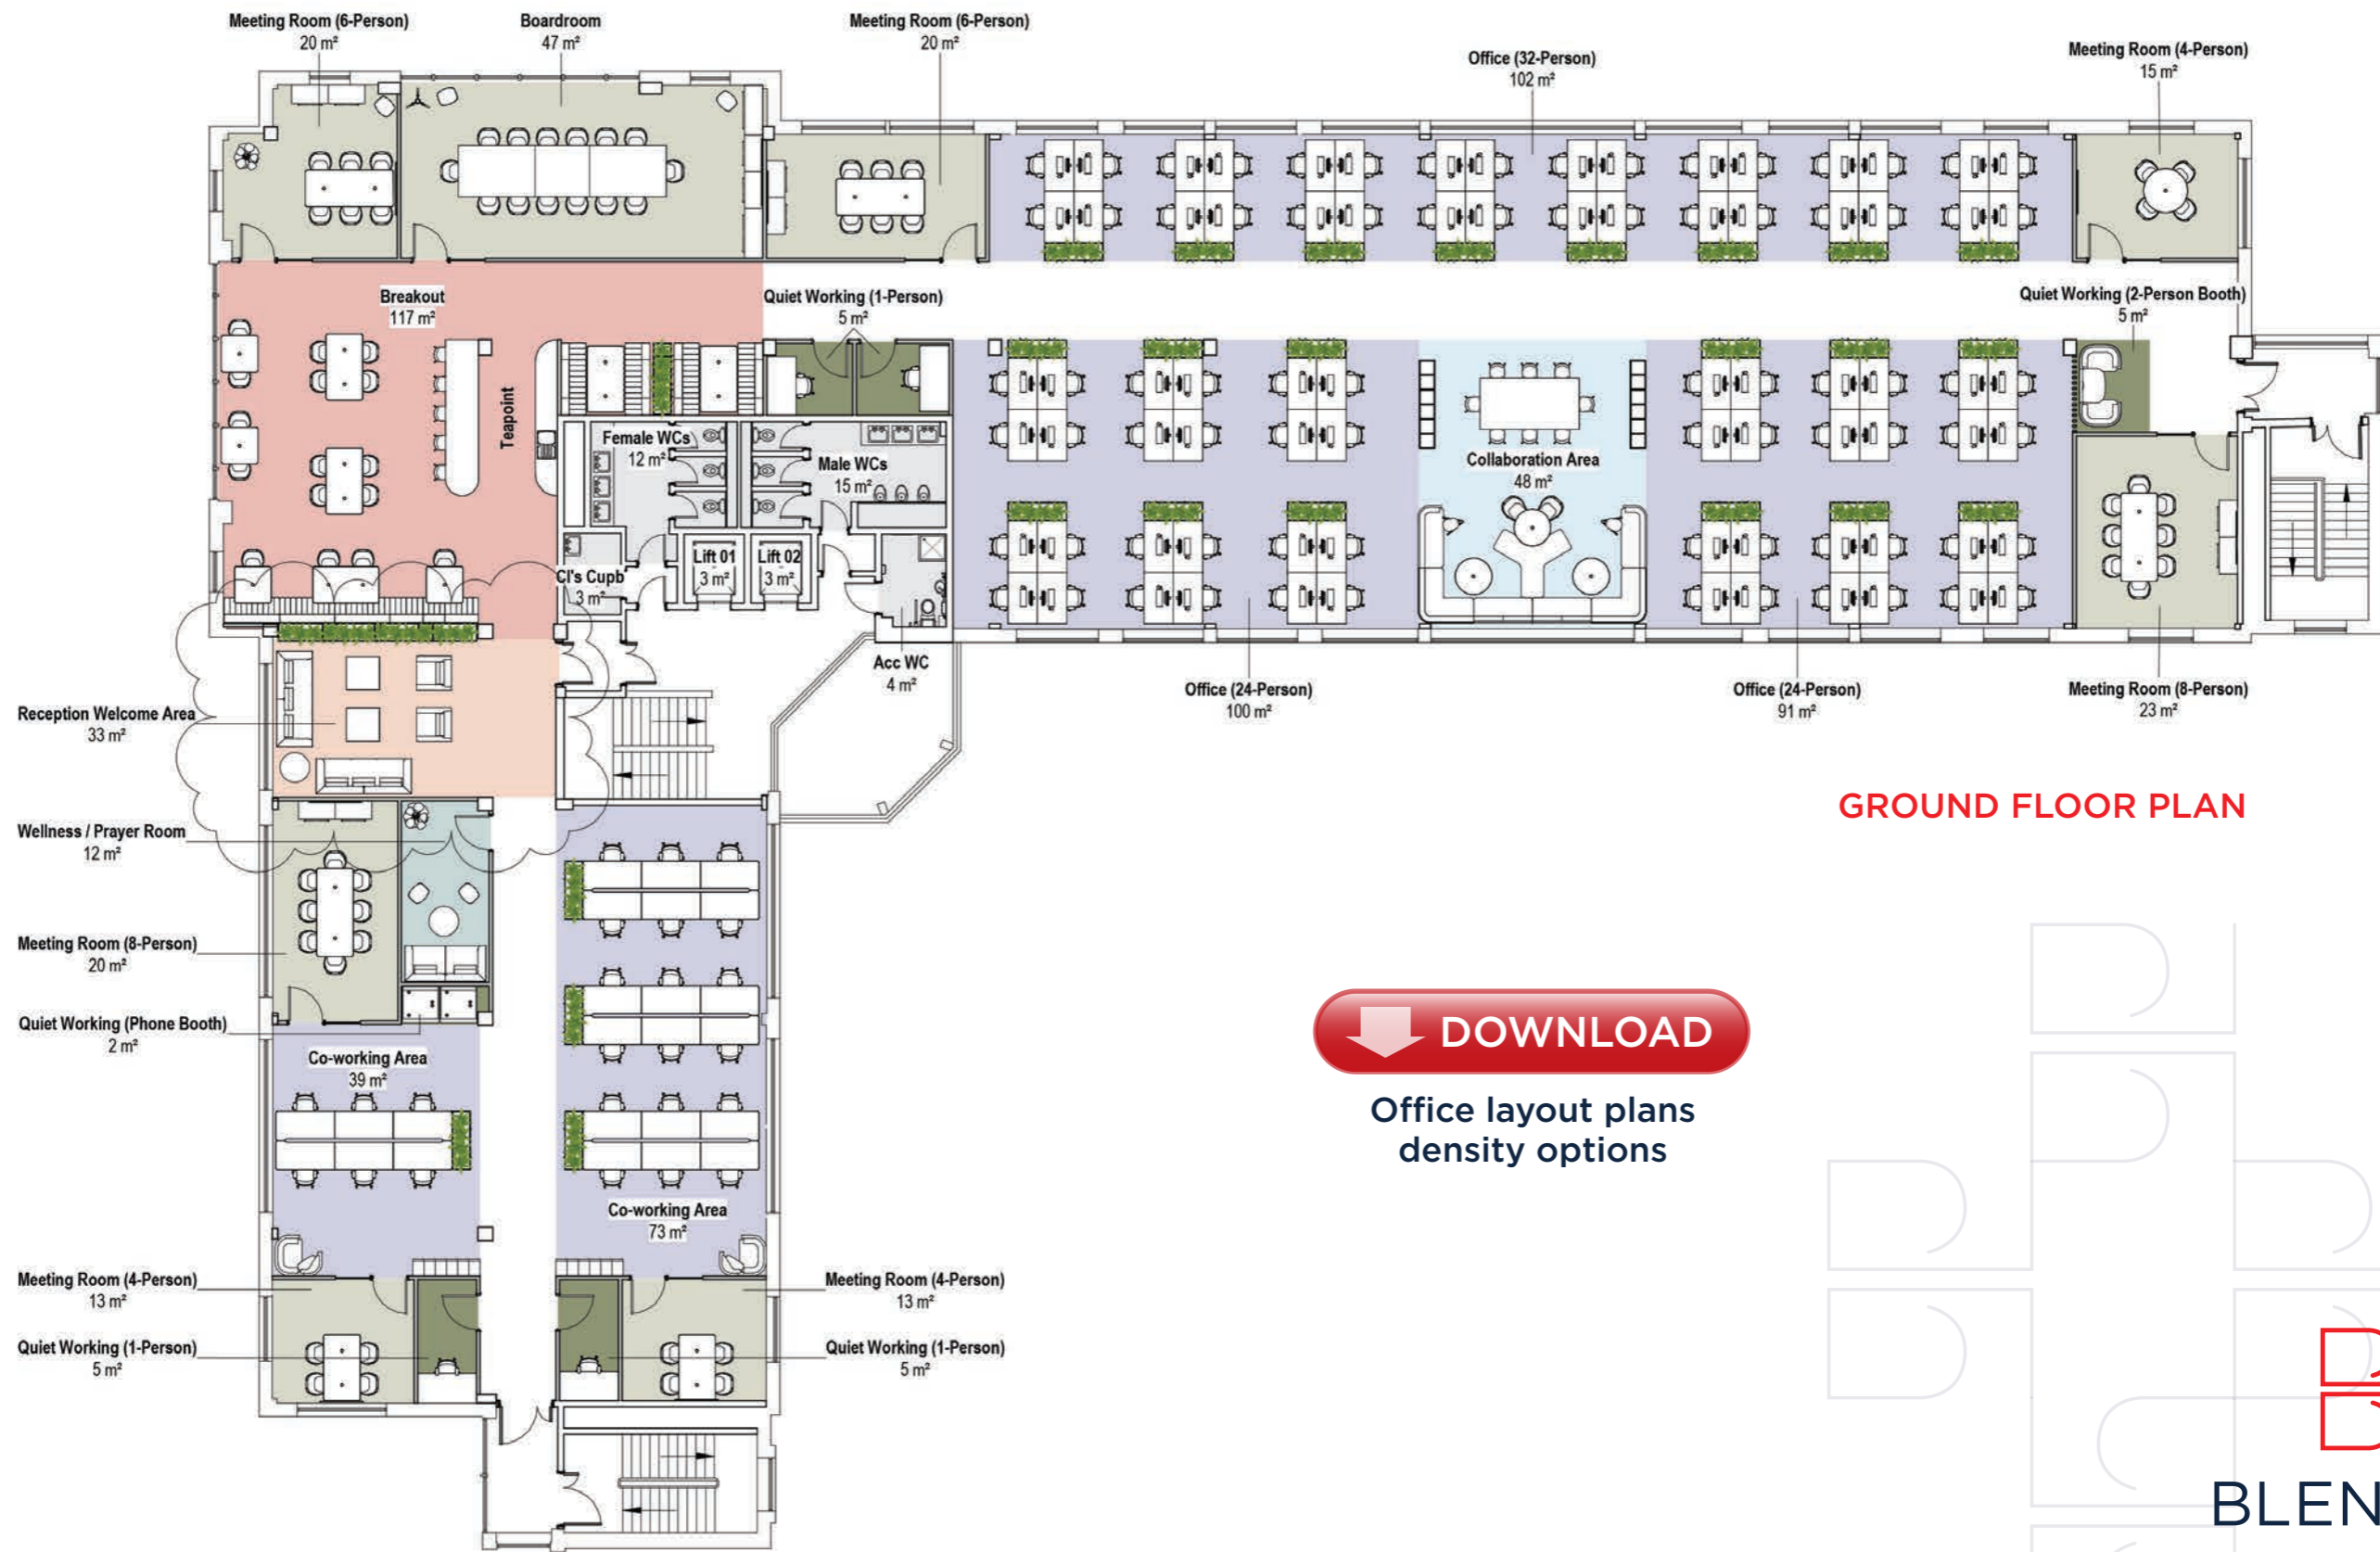 Meeting Room (6-Person)
20 m²
Boardroom
47 m²
Meeting Room (6-Person)
20 m²
Office (32-Person)
102 m²
Meeting Room (4-Person)
15 m²
Breakout
117 m²
Quiet Working (1-Person)
5 m²
Quiet Working (2-Person Booth)
5 m²
Teapoint
Female WCs
12 m²
Male WCs
15 m²
Collaboration Area
48 m²
Lift 01
3 m²
Lift 02
3 m²
Cl's Cupb
3 m²
Acc WC
4 m²
Office (24-Person)
100 m²
Office (24-Person)
91 m²
Meeting Room (8-Person)
23 m²
Reception Welcome Area
33 m²
GROUND FLOOR PLAN
Wellness / Prayer Room
12 m²
Meeting Room (8-Person)
20 m²
Quiet Working (Phone Booth)
2 m²
Co-working Area
39 m²
DOWNLOAD
Office layout plans
density options
Co-working Area
73 m²
Meeting Room (4-Person)
13 m²
Meeting Room (4-Person)
13 m²
Quiet Working (1-Person)
5 m²
Quiet Working (1-Person)
5 m²
BLEN